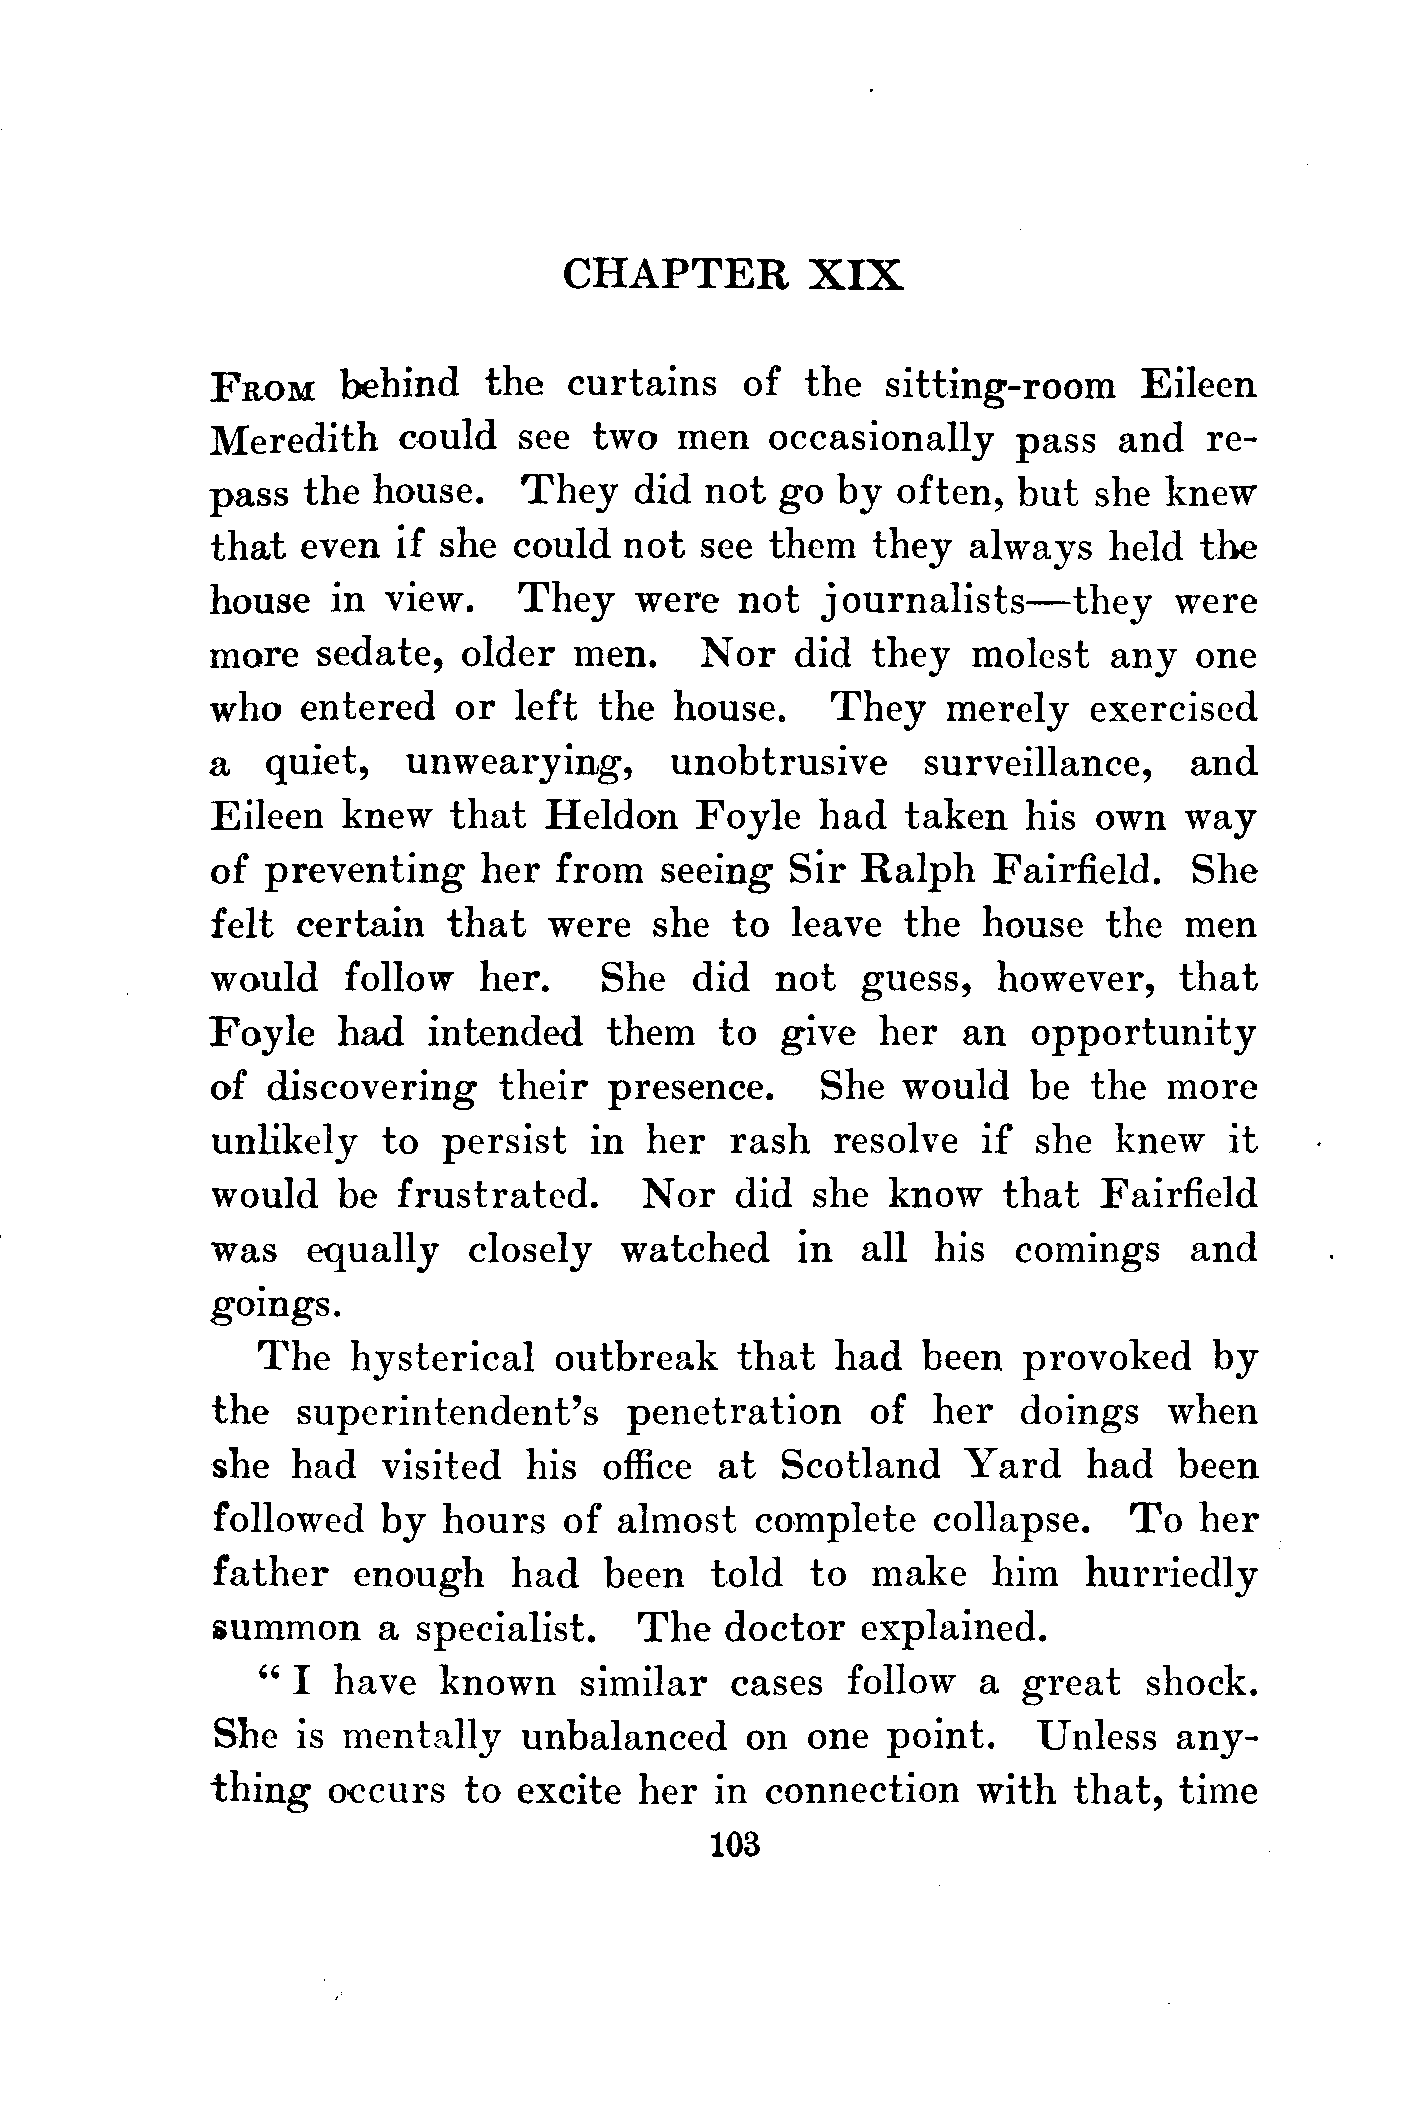 CHAPTER XIX
FROM behind the curtains of the sitting-room Eileen
Meredith could see two men occasionally pass and re-
pass the house. They did not go by often, but she knew
that even if she could not see them they always held the
house in view. They were not journalists—they were
more sedate, older men. Nor did they molest any one
who entered or left the house. They merely exercised
a quiet, unwearying, unobtrusive surveillance, and
Eileen knew that Heldon Foyle had taken his own way
of preventing her from seeing Sir Ralph Fairfield. She
felt certain that were she to leave the house the men
would follow her. She did not guess, however, that
Foyle had intended them to give her an opportunity
of discovering their presence. She would be the more
unlikely to persist in her rash resolve if she knew it
would be frustrated. Nor did she know that Fairfield
was equally closely watched in all his comings and
goings.
The hysterical outbreak that had been provoked by
the superintendent's penetration of her doings when
she had visited his office at Scotland Yard had been
followed by hours of almost complete collapse. To her
father enough had been told to make him hurriedly
summon a specialist. The doctor explained.
“ I have known similar cases follow a great shock.
She is mentally unbalanced on one point. Unless any-
thing occurs to excite her in connection with that, time
103